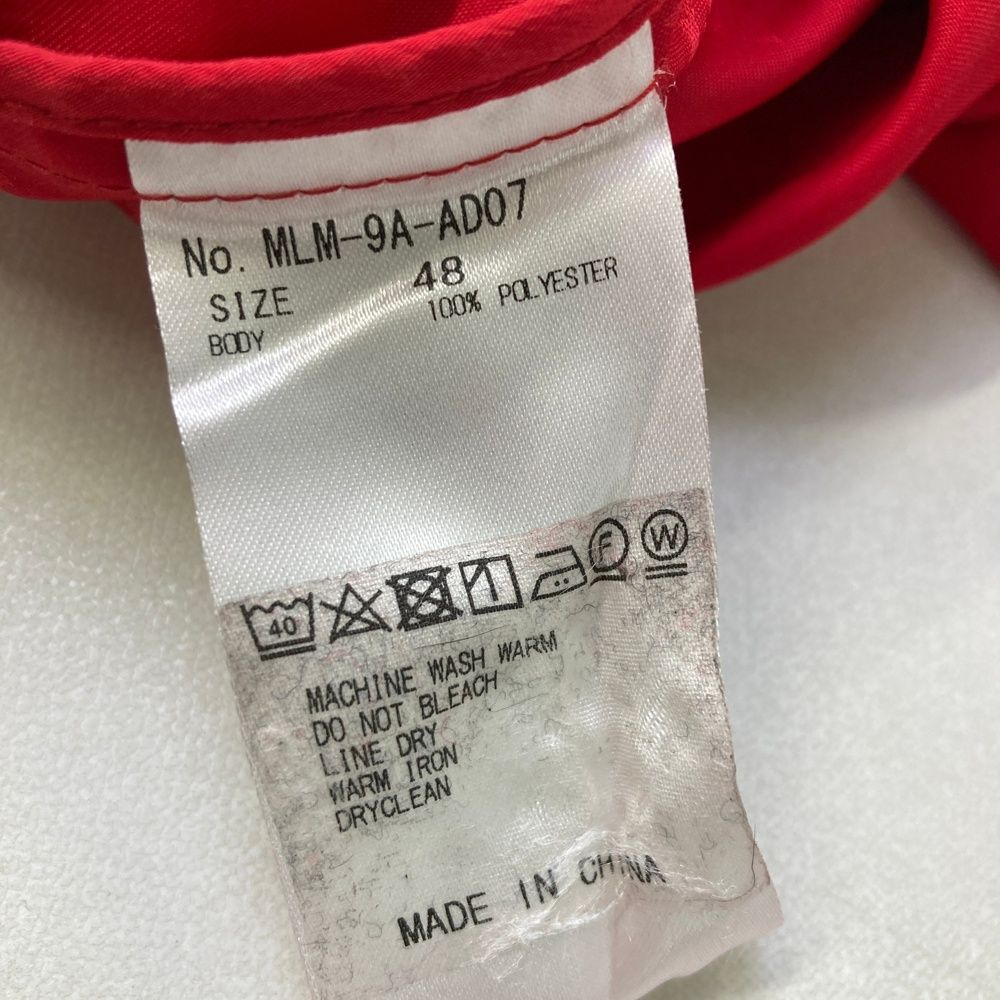 No. MLM-9A-AD07
SIZE 48
BODY 100% POLYESTER
40 F W
MACHINE WASH WARM
DO NOT BLEACH
LINE DRY
WARM IRON
DRYCLEAN
MADE IN CHINA